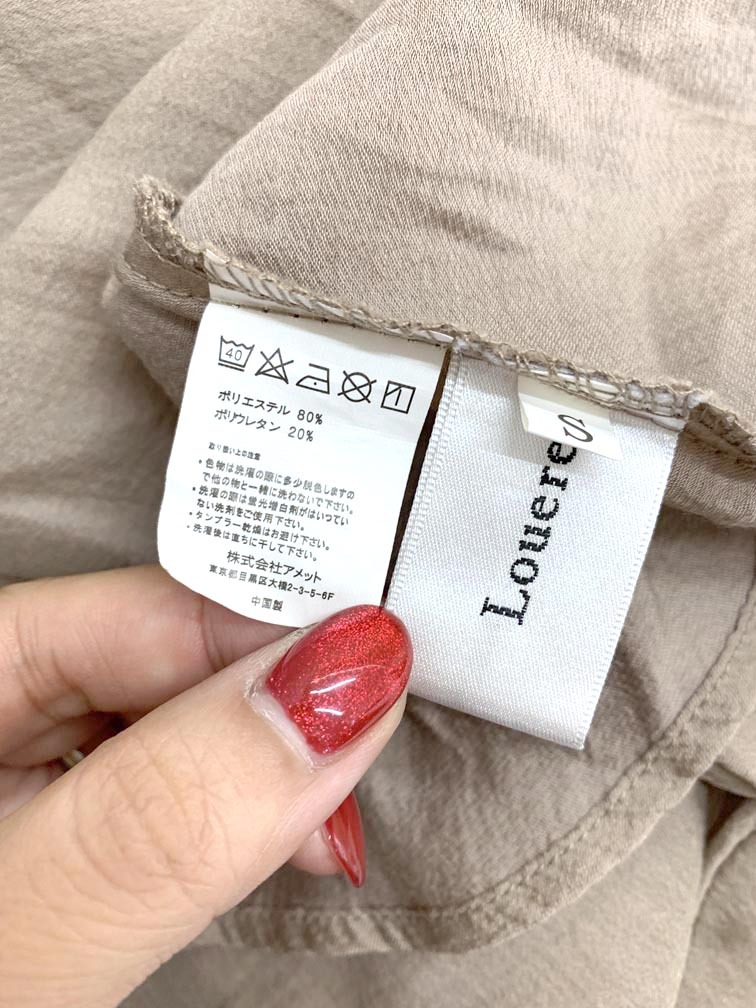 40
ポリエステル 80%
ポリウレタン 20%
取り扱い上の注意
・色物は洗濯の際に多少脱色しますの
で他の物と一緒に洗わないで下さい。
・洗濯の際は蛍光増白剤がはいってい
ない洗剤をご使用下さい。
・タンブラー乾燥はお避け下さい。
・洗濯後は直ちに干して下さい。
株式会社アメット
東京都目黒区大橋2-3-5-6F
中国製
S
Louere